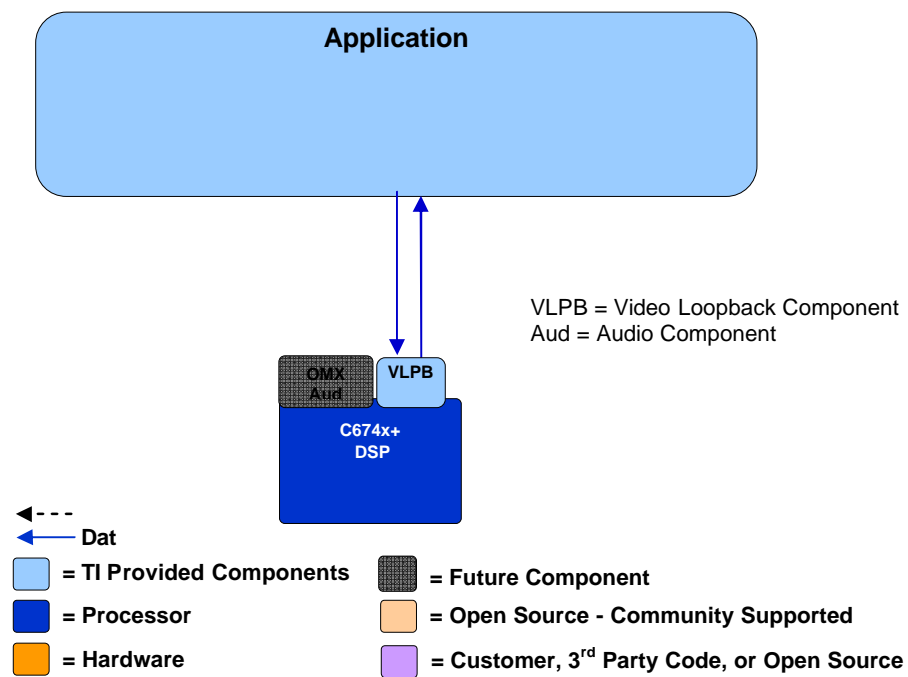 Application
VLPB = Video Loopback Component
Aud = Audio Component
OMX
Aud
VLPB
C674x+
DSP
Dat
= TI Provided Components
= Future Component
= Processor
= Open Source - Community Supported
= Hardware
= Customer, 3rd Party Code, or Open Source